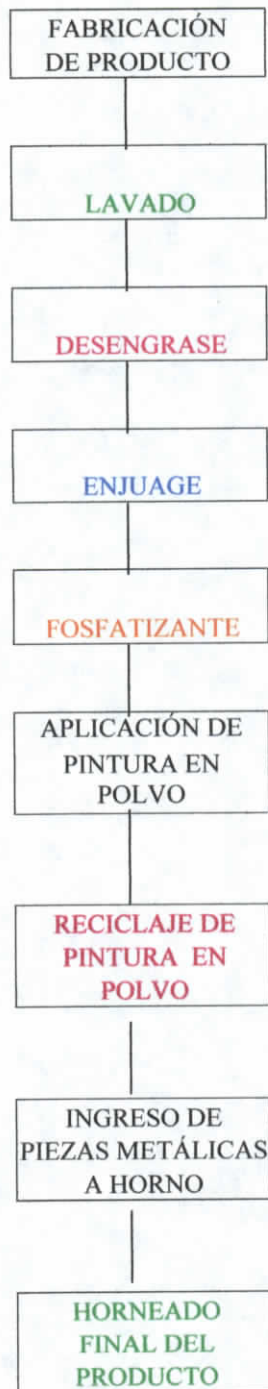 FABRICACIÓN
DE PRODUCTO
LAVADO
DESENGRASE
ENJUAGE
FOSFATIZANTE
APLICACIÓN DE
PINTURA EN
POLVO
RECICLAJE DE
PINTURA EN
POLVO
INGRESO DE
PIEZAS METÁLICAS
A HORNO
HORNEADO
FINAL DEL
PRODUCTO